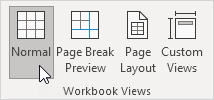 Normal Page Break Page Custom
Preview Layout Views
Workbook Views